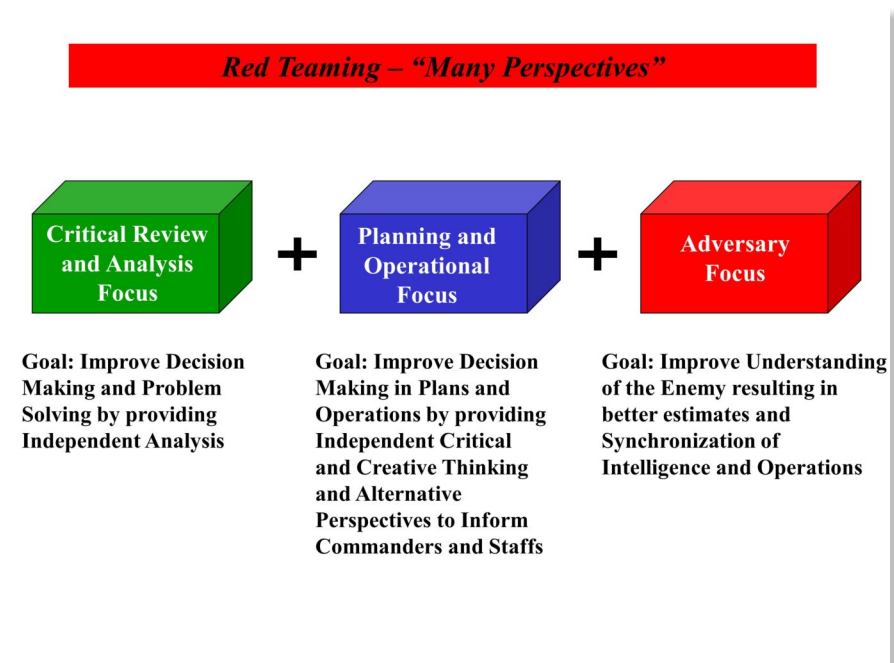 Red Teaming – “Many Perspectives”
Critical Review
and Analysis
Focus
+
Planning and
Operational
Focus
+
Adversary
Focus
Goal: Improve Decision
Making and Problem
Solving by providing
Independent Analysis
Goal: Improve Decision
Making in Plans and
Operations by providing
Independent Critical
and Creative Thinking
and Alternative
Perspectives to Inform
Commanders and Staffs
Goal: Improve Understanding
of the Enemy resulting in
better estimates and
Synchronization of
Intelligence and Operations